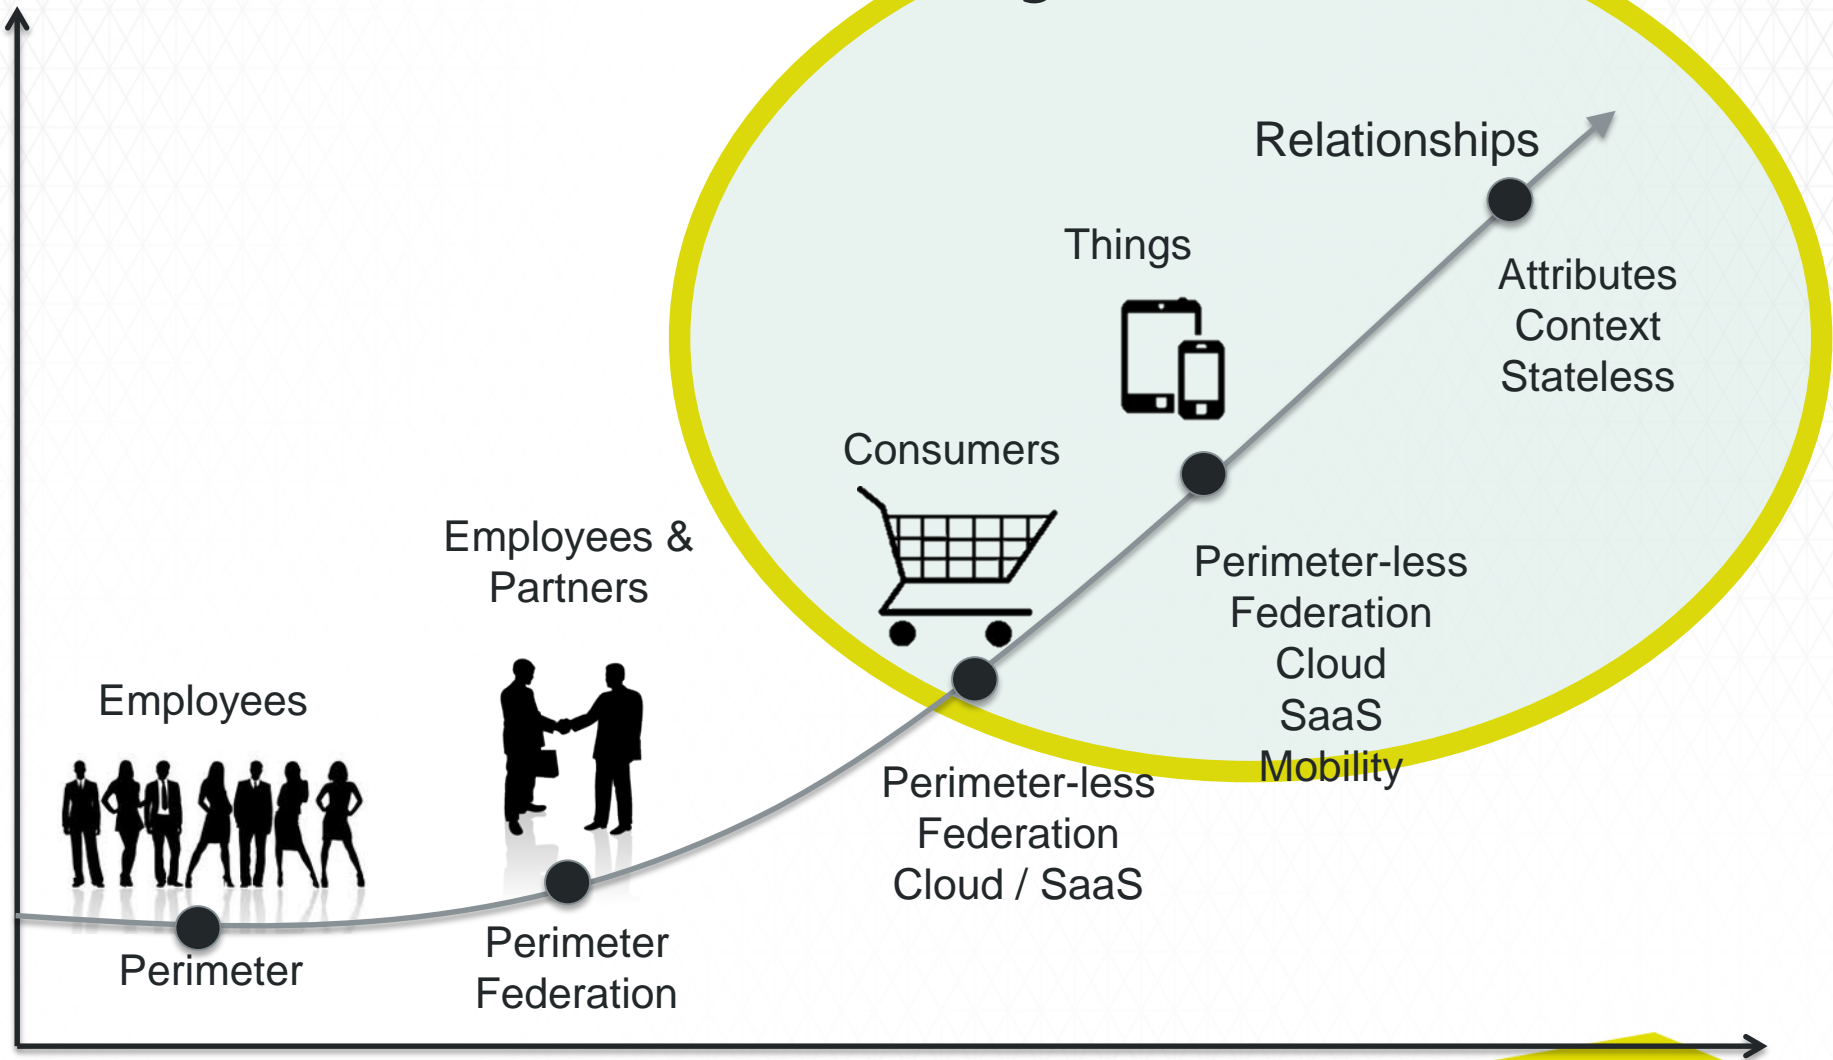 Relationships
Things
Attributes
Context
Stateless
Consumers
Employees &
Partners
Perimeter-less
Federation
Cloud
SaaS
Mobility
Employees
Perimeter-less
Federation
Cloud / SaaS
Perimeter
Perimeter
Federation